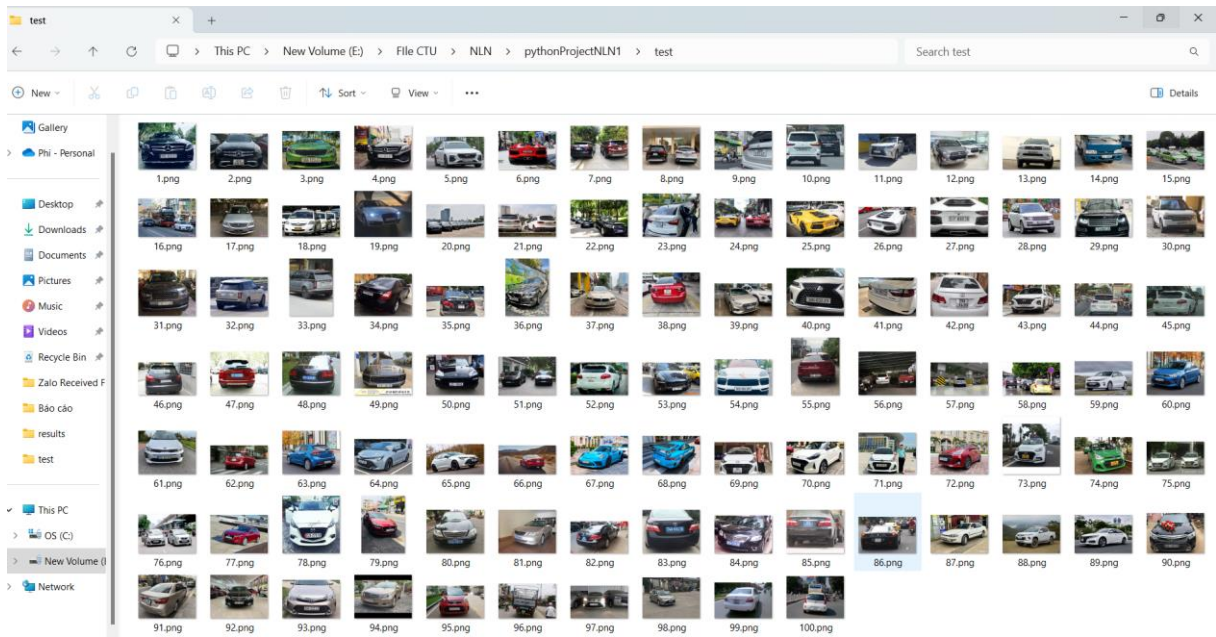 test
This PC > New Volume (E:) > FIle CTU > NLN > pythonProjectNLN1 > test
Search test
New
Sort
View
Details
Gallery
Phi - Personal
Desktop
Downloads
Documents
Pictures
Music
Videos
Recycle Bin
Zalo Received F
Báo cáo
results
test
This PC
OS (C:)
New Volume (
Network
1.png 2.png 3.png 4.png 5.png 6.png 7.png 8.png 9.png 10.png 11.png 12.png 13.png 14.png 15.png
16.png 17.png 18.png 19.png 20.png 21.png 22.png 23.png 24.png 25.png 26.png 27.png 28.png 29.png 30.png
31.png 32.png 33.png 34.png 35.png 36.png 37.png 38.png 39.png 40.png 41.png 42.png 43.png 44.png 45.png
46.png 47.png 48.png 49.png 50.png 51.png 52.png 53.png 54.png 55.png 56.png 57.png 58.png 59.png 60.png
61.png 62.png 63.png 64.png 65.png 66.png 67.png 68.png 69.png 70.png 71.png 72.png 73.png 74.png 75.png
76.png 77.png 78.png 79.png 80.png 81.png 82.png 83.png 84.png 85.png 86.png 87.png 88.png 89.png 90.png
91.png 92.png 93.png 94.png 95.png 96.png 97.png 98.png 99.png 100.png